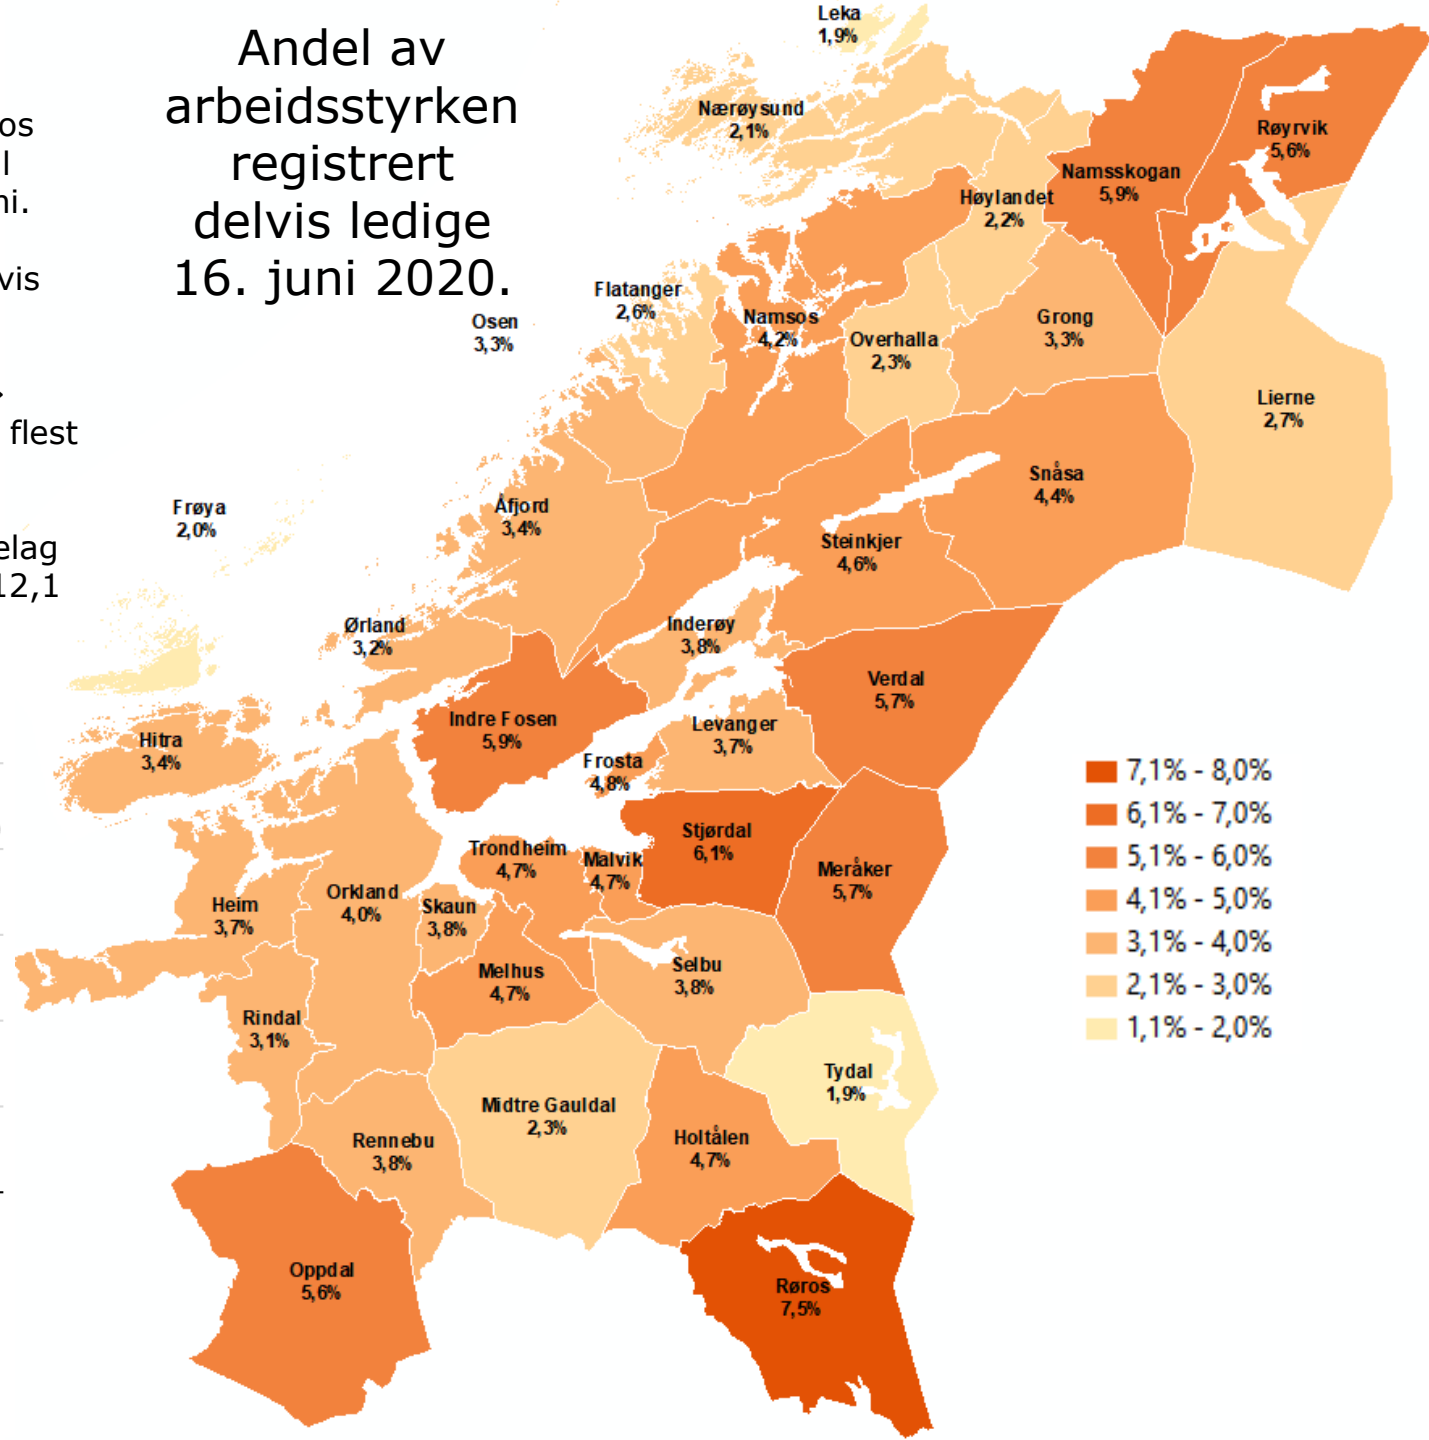 Andel av
arbeidsstyrken
registrert
delvis ledige
16. juni 2020.
os
l
ni.
vis
flest
elag
12,1
Leka
1,9%
Nærøysund
2,1%
Røyrvik
5,6%
Namsskogan
5,9%
Høylandet
2,2%
Flatanger
2,6%
Osen
3,3%
Namsos
4,2%
Grong
3,3%
Overhalla
2,3%
Lierne
2,7%
Snåsa
4,4%
Frøya
2,0%
Åfjord
3,4%
Steinkjer
4,6%
Ørland
3,2%
Inderøy
3,8%
Verdal
5,7%
Indre Fosen
5,9%
Levanger
3,7%
Hitra
3,4%
Frosta
4,8%
Stjørdal
6,1%
Trondheim
4,7%
Malvik
4,7%
Meråker
5,7%
Orkland
4,0%
Heim
3,7%
Skaun
3,8%
Melhus
4,7%
Selbu
3,8%
Rindal
3,1%
Tydal
1,9%
Midtre Gauldal
2,3%
Rennebu
3,8%
Holtålen
4,7%
Oppdal
5,6%
Røros
7,5%
7,1% - 8,0%
6,1% - 7,0%
5,1% - 6,0%
4,1% - 5,0%
3,1% - 4,0%
2,1% - 3,0%
1,1% - 2,0%